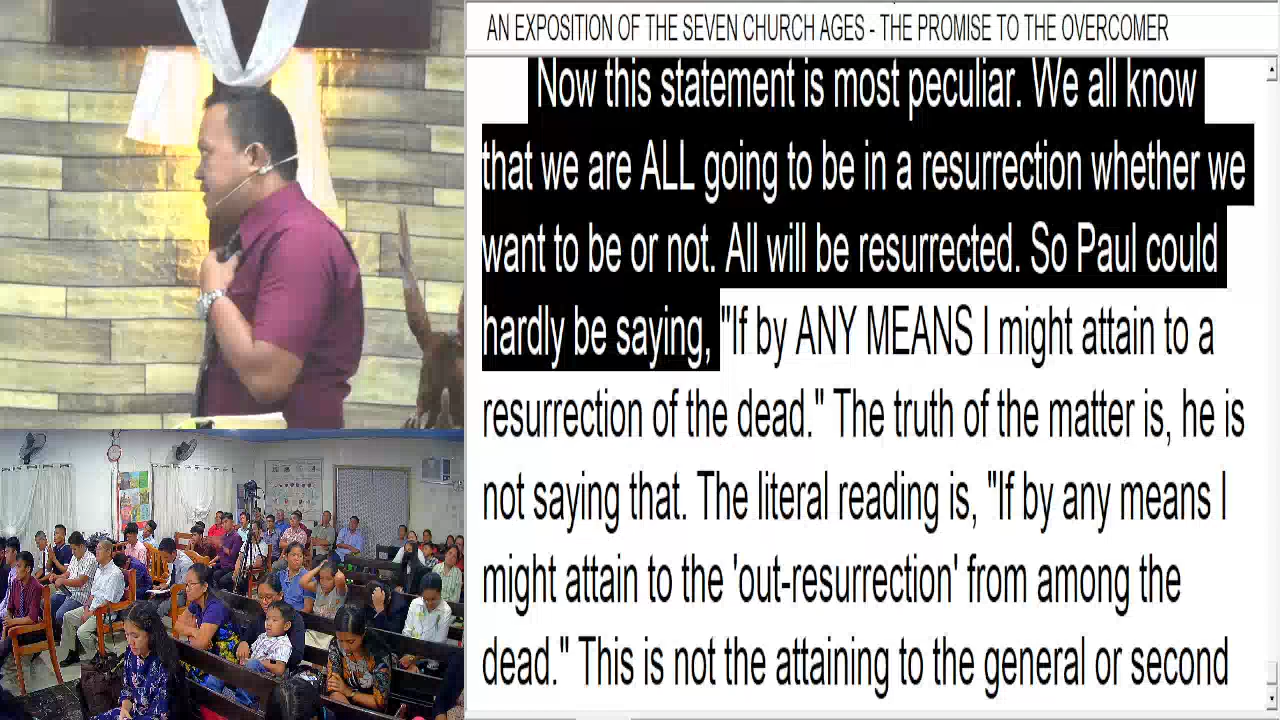 AN EXPOSITION OF THE SEVEN CHURCH AGES - THE PROMISE TO THE OVERCOMER
Now this statement is most peculiar. We all know
that we are ALL going to be in a resurrection whether we
want to be or not. All will be resurrected. So Paul could
hardly be saying, "If by ANY MEANS I might attain to a
resurrection of the dead." The truth of the matter is, he is
not saying that. The literal reading is, "If by any means I
might attain to the 'out-resurrection' from among the
dead." This is not the attaining to the general or second